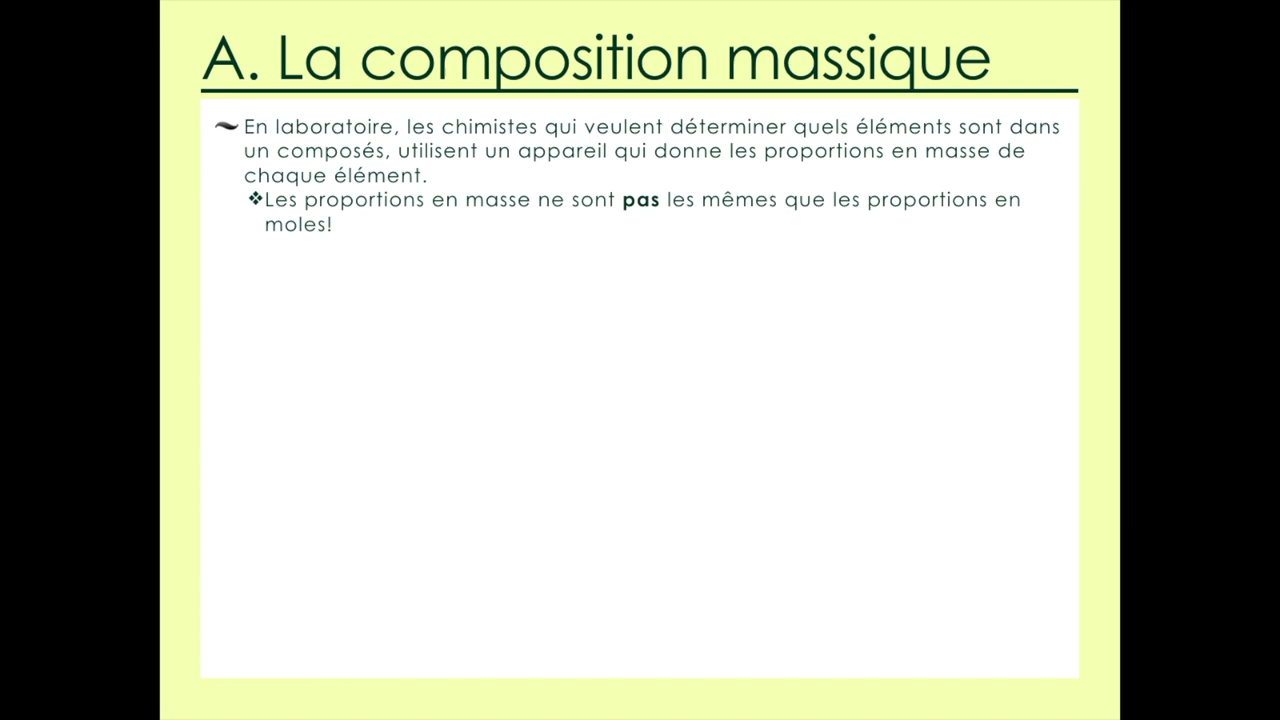 A. La composition massique
En laboratoire, les chimistes qui veulent déterminer quels éléments sont dans
un composés, utilisent un appareil qui donne les proportions en masse de
chaque élément.
❖Les proportions en masse ne sont pas les mêmes que les proportions en
moles!